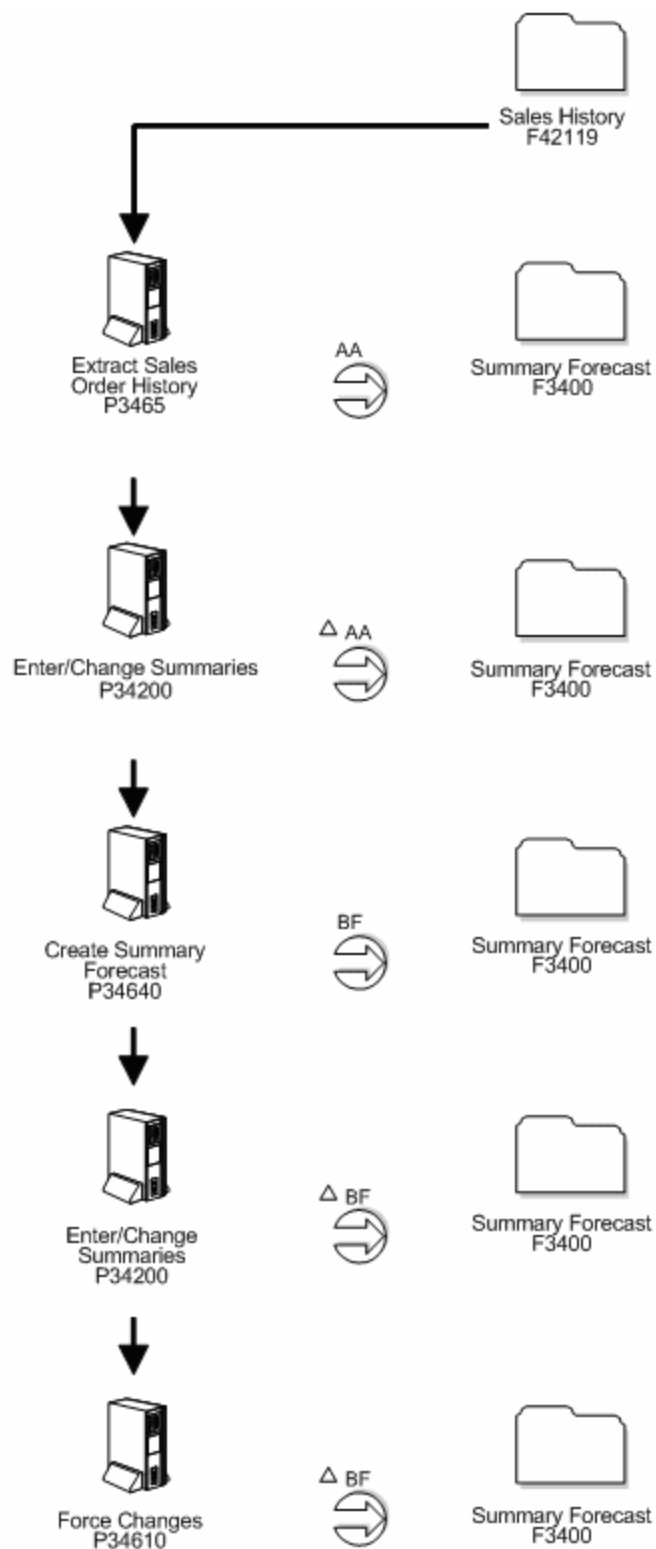 Sales History
F42119
Extract Sales
Order History
P3465
AA
Summary Forecast
F3400
Enter/Change Summaries
P34200
△ AA
Summary Forecast
F3400
Create Summary
Forecast
P34640
BF
Summary Forecast
F3400
Enter/Change
Summaries
P34200
△ BF
Summary Forecast
F3400
Force Changes
P34610
△ BF
Summary Forecast
F3400